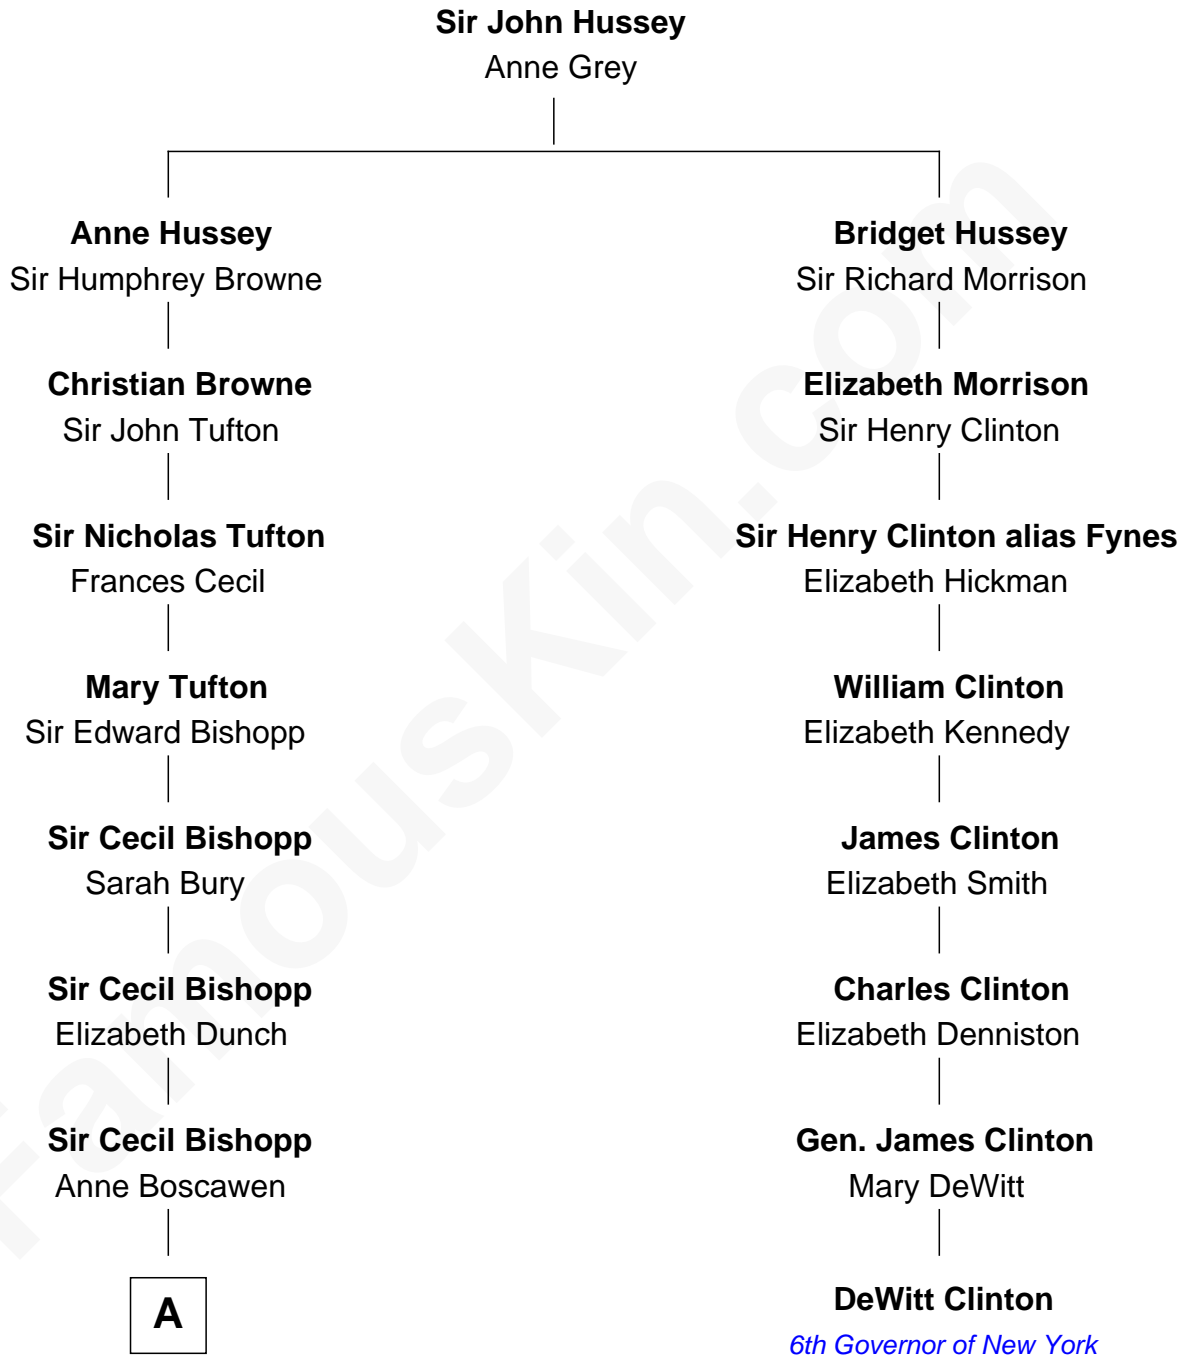 Sir John Hussey
Anne Grey
Anne Hussey
Sir Humphrey Browne
Christian Browne
Sir John Tufton
Sir Nicholas Tufton
Frances Cecil
Mary Tufton
Sir Edward Bishopp
Sir Cecil Bishopp
Sarah Bury
Sir Cecil Bishopp
Elizabeth Dunch
Sir Cecil Bishopp
Anne Boscawen
A
Bridget Hussey
Sir Richard Morrison
Elizabeth Morrison
Sir Henry Clinton
Sir Henry Clinton alias Fynes
Elizabeth Hickman
William Clinton
Elizabeth Kennedy
James Clinton
Elizabeth Smith
Charles Clinton
Elizabeth Denniston
Gen. James Clinton
Mary DeWitt
DeWitt Clinton
6th Governor of New York
FamousKin.com